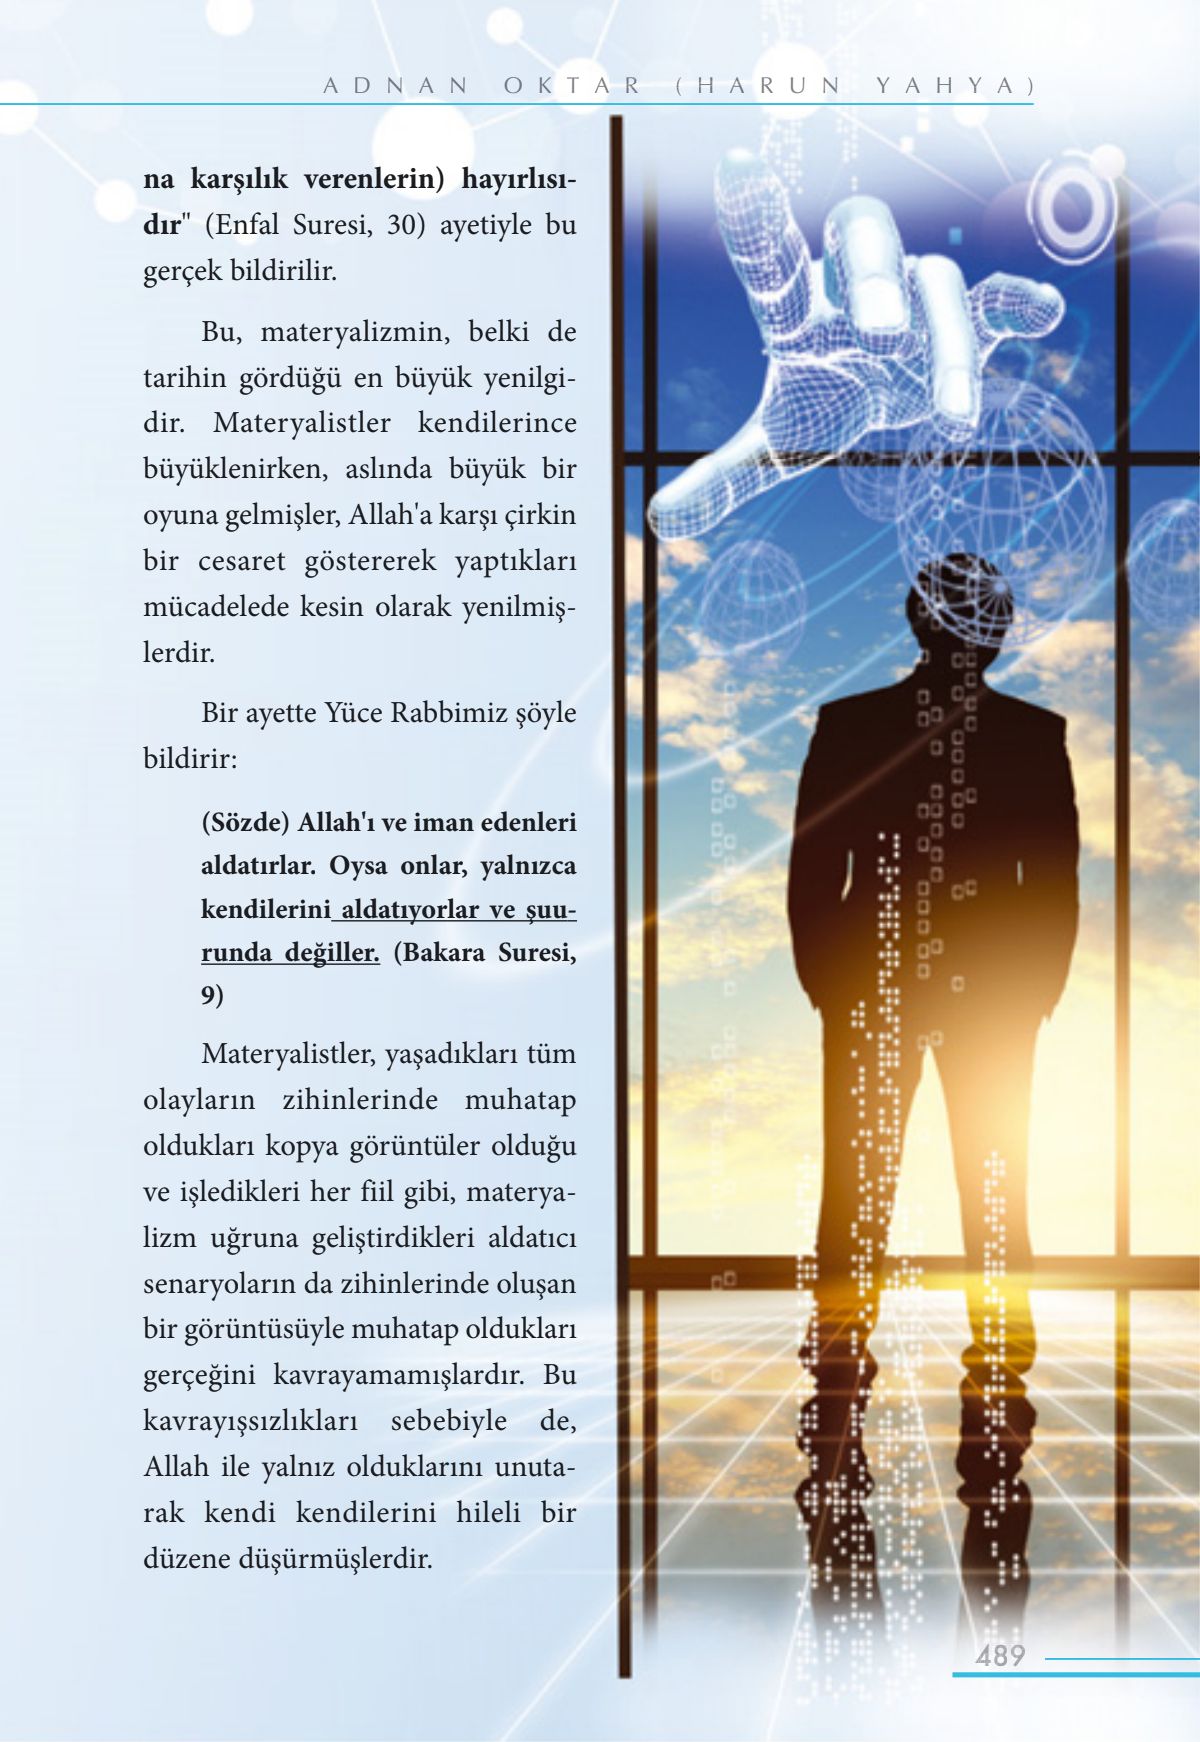 ADNAN OKTAR (HARUN YAHYA)
na karşılık verenlerin) hayırlısı-
dır" (Enfal Suresi, 30) ayetiyle bu
gerçek bildirilir.
Bu, materyalizmin, belki de
tarihin gördüğü en büyük yenilgi-
dir. Materyalistler kendilerince
büyüklenirken, aslında büyük bir
oyuna gelmişler, Allah'a karşı çirkin
bir cesaret göstererek yaptıkları
mücadelede kesin olarak yenilmiş-
lerdir.
Bir ayette Yüce Rabbimiz şöyle
bildirir:
(Sözde) Allah'ı ve iman edenleri
aldatırlar. Oysa onlar, yalnızca
kendilerini aldatıyorlar ve şuu-
runda değiller. (Bakara Suresi,
9)
Materyalistler, yaşadıkları tüm
olayların zihinlerinde muhatap
oldukları kopya görüntüler olduğu
ve işledikleri her fiil gibi, materya-
lizm uğruna geliştirdikleri aldatıcı
senaryoların da zihinlerinde oluşan
bir görüntüsüyle muhatap oldukları
gerçeğini kavrayamamışlardır. Bu
kavrayışsızlıkları sebebiyle de,
Allah ile yalnız olduklarını unuta-
rak kendi kendilerini hileli bir
düzene düşürmüşlerdir.
489